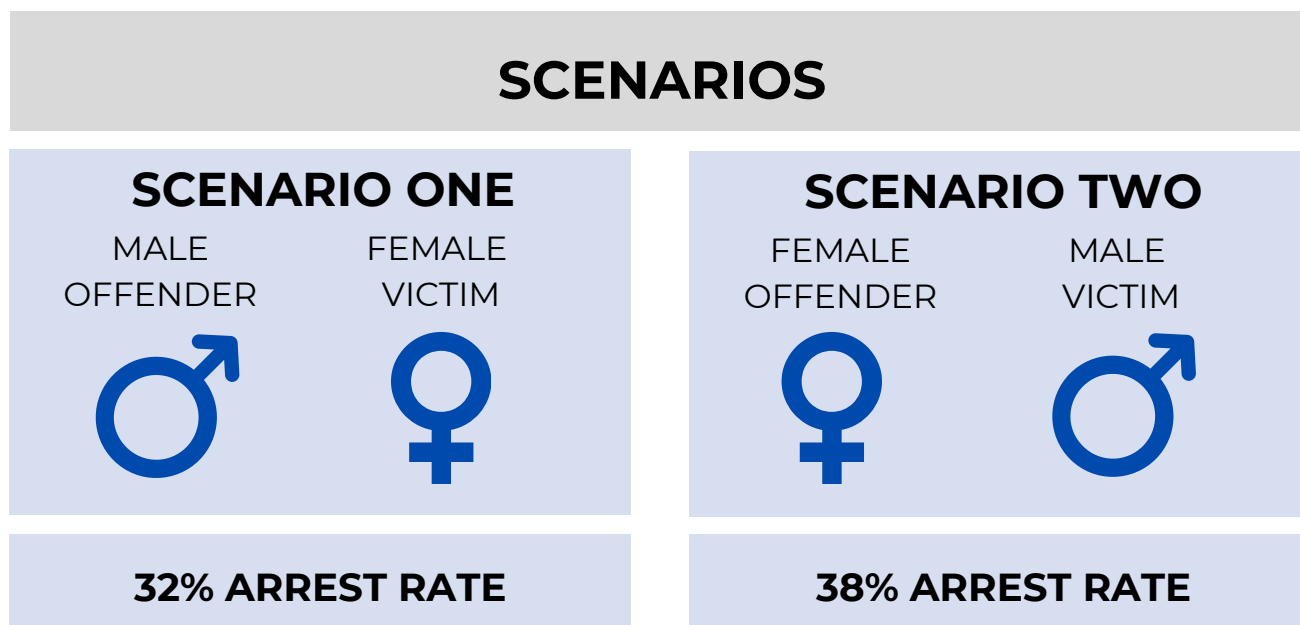 SCENARIOS
SCENARIO ONE
MALE
OFFENDER
FEMALE
VICTIM
32% ARREST RATE
SCENARIO TWO
FEMALE
OFFENDER
MALE
VICTIM
38% ARREST RATE